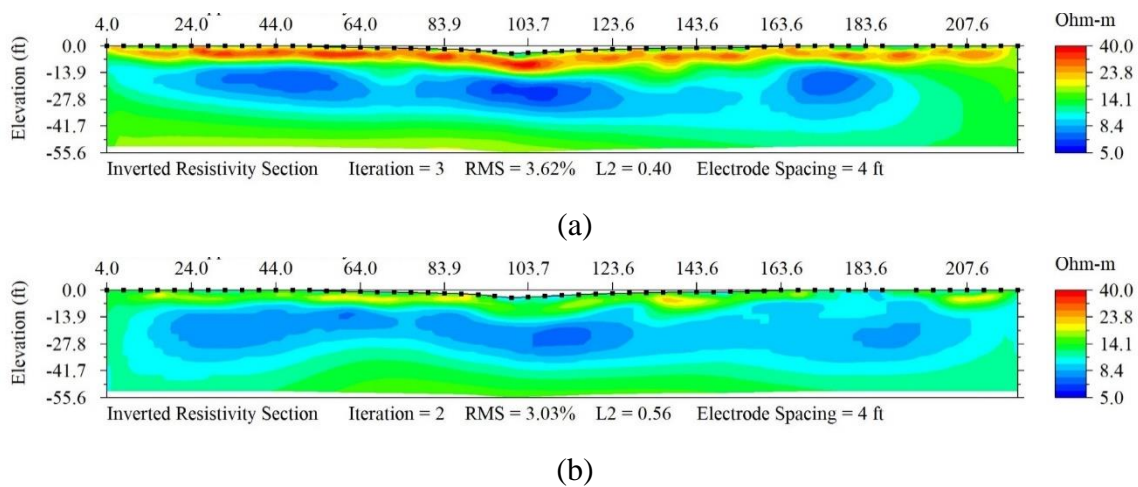 4.0 24.0 44.0 64.0 83.9 103.7 123.6 143.6 163.6 183.6 207.6 Ohm-m
Elevation (ft)
0.0 40.0
-13.9 23.8
-27.8 14.1
-41.7 8.4
-55.6 5.0
Inverted Resistivity Section Iteration = 3 RMS = 3.62% L2 = 0.40 Electrode Spacing = 4 ft
(a)
4.0 24.0 44.0 64.0 83.9 103.7 123.6 143.6 163.6 183.6 207.6 Ohm-m
Elevation (ft)
0.0 40.0
-13.9 23.8
-27.8 14.1
-41.7 8.4
-55.6 5.0
Inverted Resistivity Section Iteration = 2 RMS = 3.03% L2 = 0.56 Electrode Spacing = 4 ft
(b)